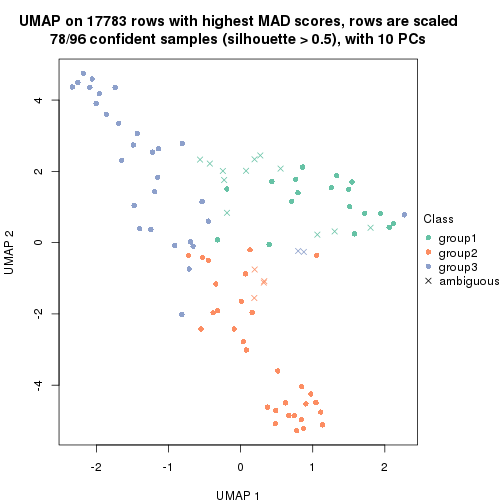 UMAP on 17783 rows with highest MAD scores, rows are scaled
78/96 confident samples (silhouette > 0.5), with 10 PCs
4
2
0
-2
-4
UMAP 2
-2
-1
0
1
2
UMAP 1
Class
group1
group2
group3
ambiguous